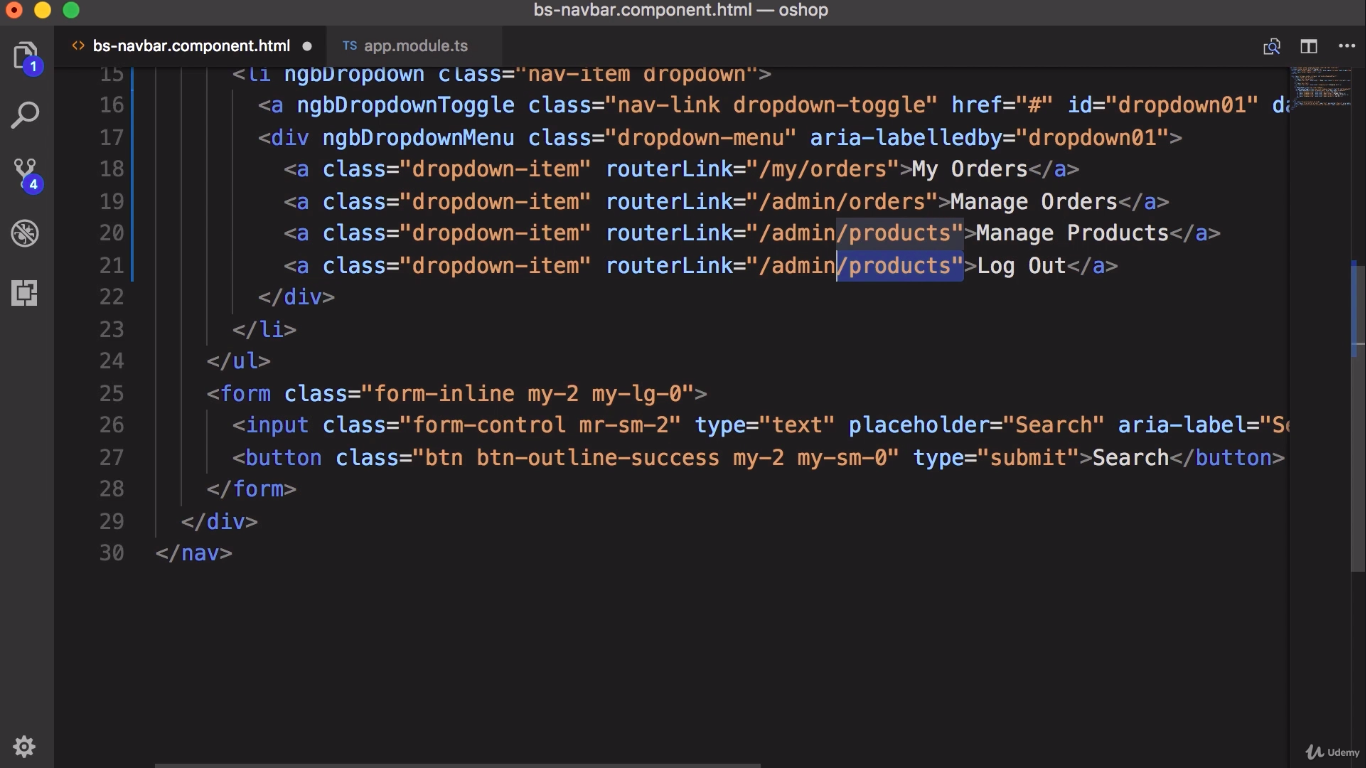 bs-navbar.component.html — oshop
<> bs-navbar.component.html ● TS app.module.ts
1
4
15 <li ngbDropdown class="nav-item dropdown">
16 <a ngbDropdownToggle class="nav-link dropdown-toggle" href="#" id="dropdown01" da
17 <div ngbDropdownMenu class="dropdown-menu" aria-labelledby="dropdown01">
18 <a class="dropdown-item" routerLink="/my/orders">My Orders</a>
19 <a class="dropdown-item" routerLink="/admin/orders">Manage Orders</a>
20 <a class="dropdown-item" routerLink="/admin/products">Manage Products</a>
21 <a class="dropdown-item" routerLink="/admin/products">Log Out</a>
22 </div>
23 </li>
24 </ul>
25 <form class="form-inline my-2 my-lg-0">
26 <input class="form-control mr-sm-2" type="text" placeholder="Search" aria-label="Se
27 <button class="btn btn-outline-success my-2 my-sm-0" type="submit">Search</button>
28 </form>
29 </div>
30 </nav>
Udemy